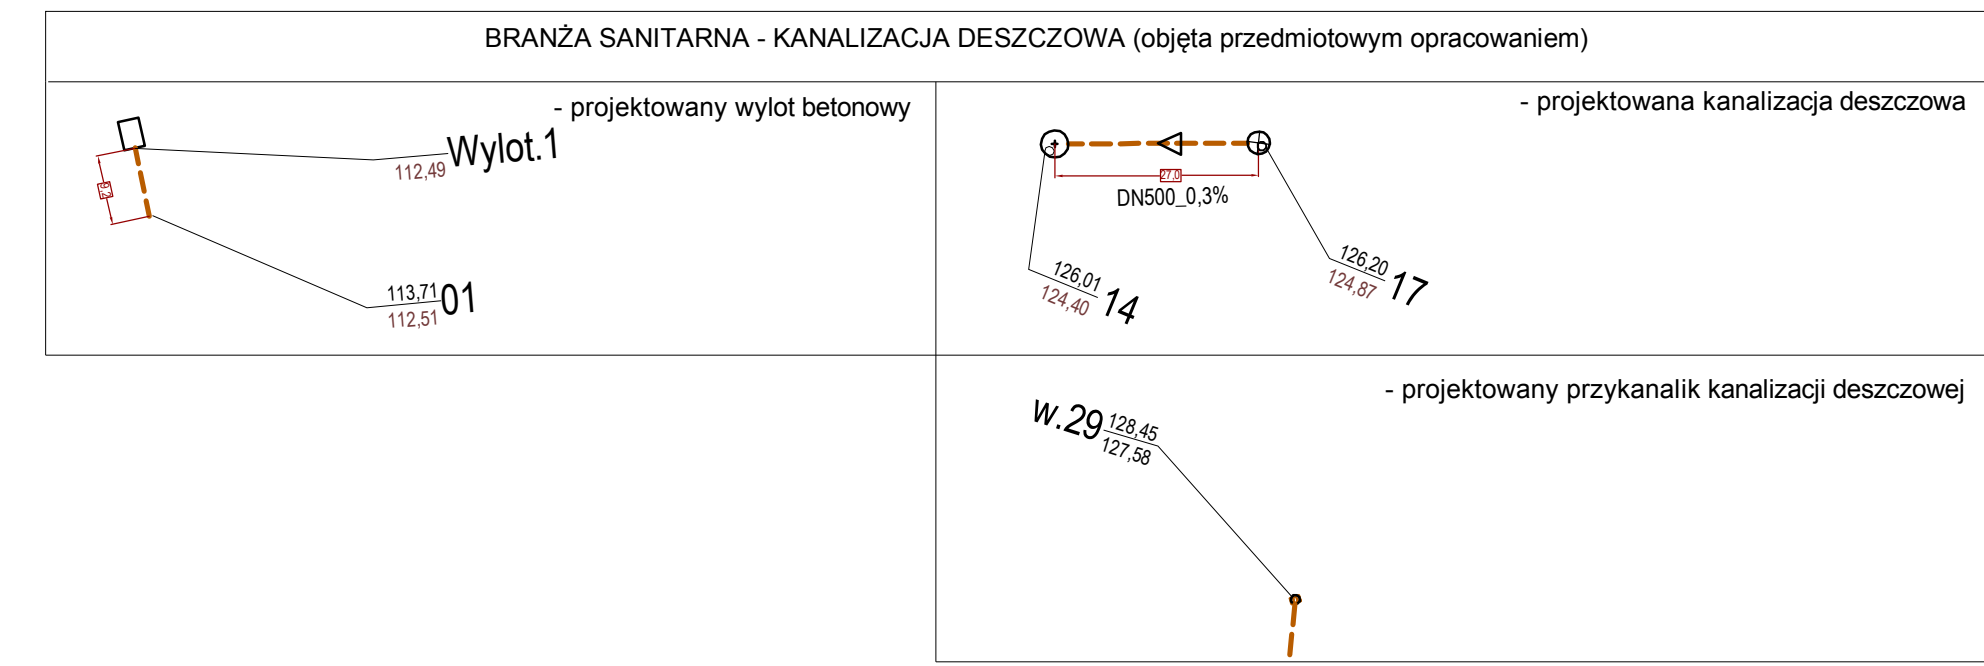 BRANŻA SANITARNA - KANALIZACJA DESZCZOWA (objęta przedmiotowym opracowaniem)
- projektowany wylot betonowy
Wylot.1
112,49
9,2
113,71
01
112,51
- projektowana kanalizacja deszczowa
27,0
DN500_0,3%
126,01
14
124,40
126,20
17
124,87
- projektowany przykanalik kanalizacji deszczowej
w.29
128,45
127,58